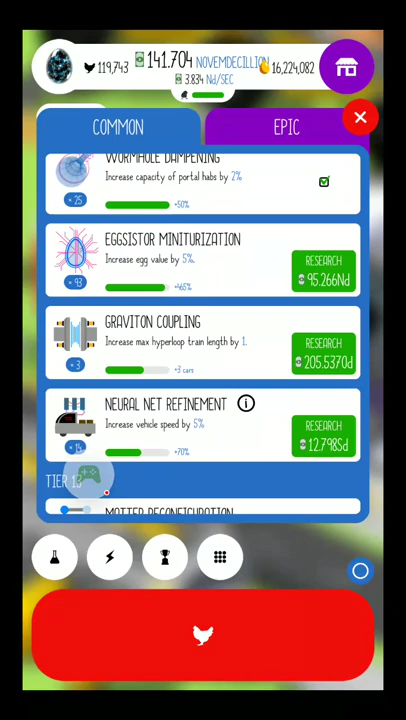 119,743
141.704 NOVEMDECILLION
3.834 Nd/SEC
16,224,082
COMMON
EPIC
WORMHOLE DAMPENING
Increase capacity of portal habs by 2%
× 25
+50%
EGGSISTOR MINITURIZATION
Increase egg value by 5%.
× 93
+465%
RESEARCH
95.266Nd
GRAVITON COUPLING
Increase max hyperloop train length by 1.
× 3
+3 cars
RESEARCH
205.537Qd
NEURAL NET REFINEMENT
Increase vehicle speed by 5%
× 14
+70%
RESEARCH
12.798Sd
TIER 13
MATTER RECONFIGURATION